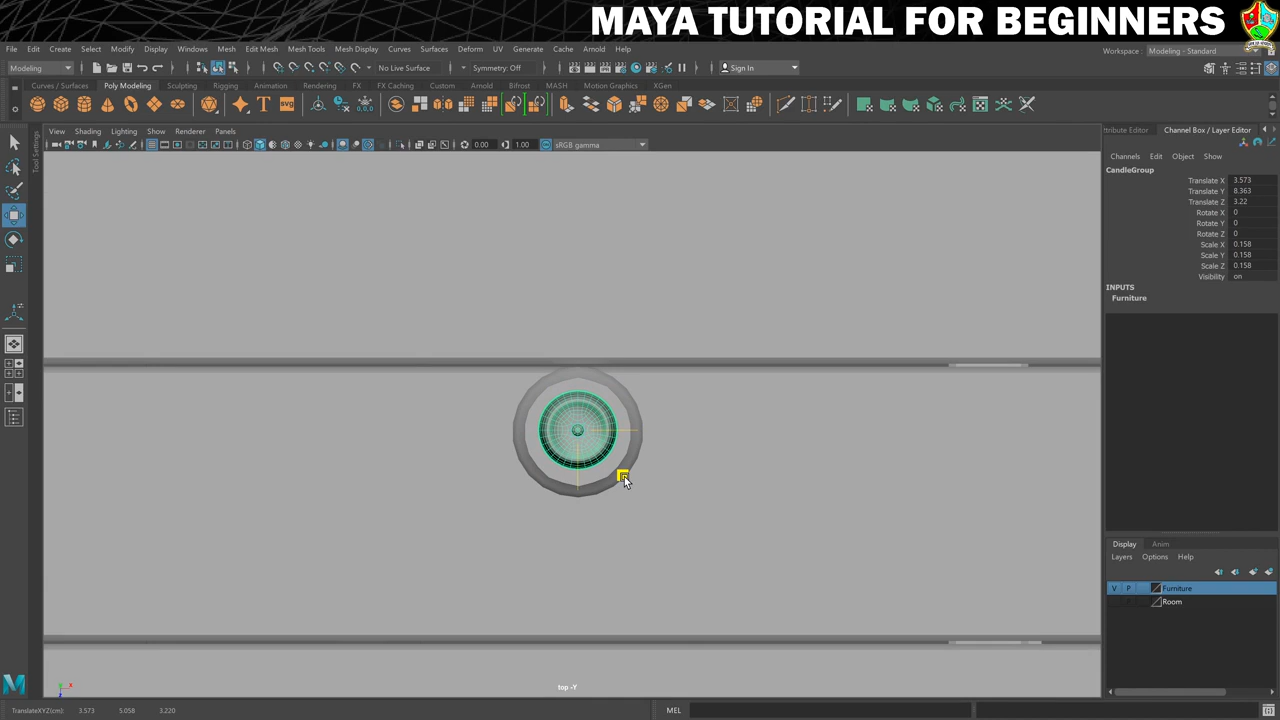 MAYA TUTORIAL FOR BEGINNERS
File Edit Create Select Modify Display Windows Mesh Edit Mesh Mesh Tools Mesh Display Curves Surfaces Deform UV Generate Cache Arnold Help
Workspace : Modeling - Standard
Modeling No Live Surface Symmetry: Off Sign In
Curves / Surfaces Poly Modeling Sculpting Rigging Animation Rendering FX FX Caching Custom Arnold Bifrost MASH Motion Graphics XGen
Tool Settings
View Shading Lighting Show Renderer Panels
0.00 1.00 sRGB gamma
tribute Editor Channel Box / Layer Editor
Channels Edit Object Show
CandleGroup
Translate X 3.573
Translate Y 8.363
Translate Z 3.22
Rotate X 0
Rotate Y 0
Rotate Z 0
Scale X 0.158
Scale Y 0.158
Scale Z 0.158
Visibility on
INPUTS
Furniture
Display Anim
Layers Options Help
V P Furniture
Room
top -Y
TranslateXYZ(cm): 3.573 5.058 3.220 MEL